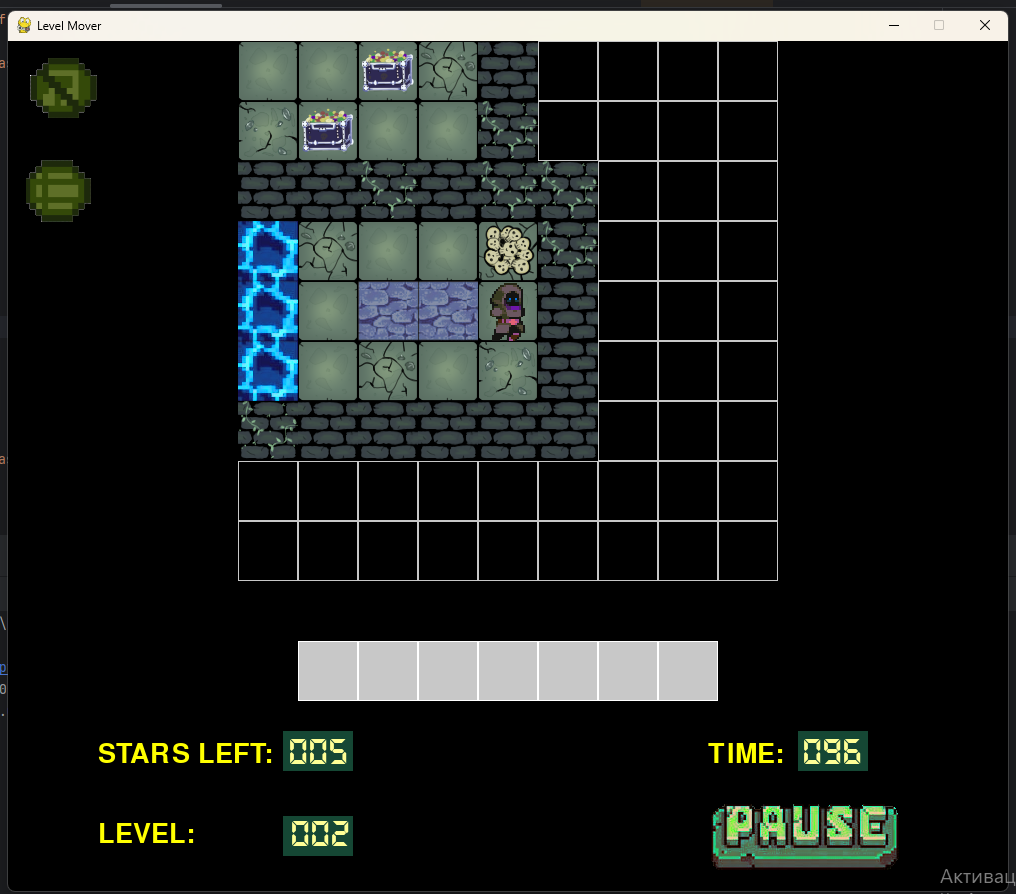 Level Mover
STARS LEFT: 005
TIME: 096
LEVEL: 002
PAUSE
Активац